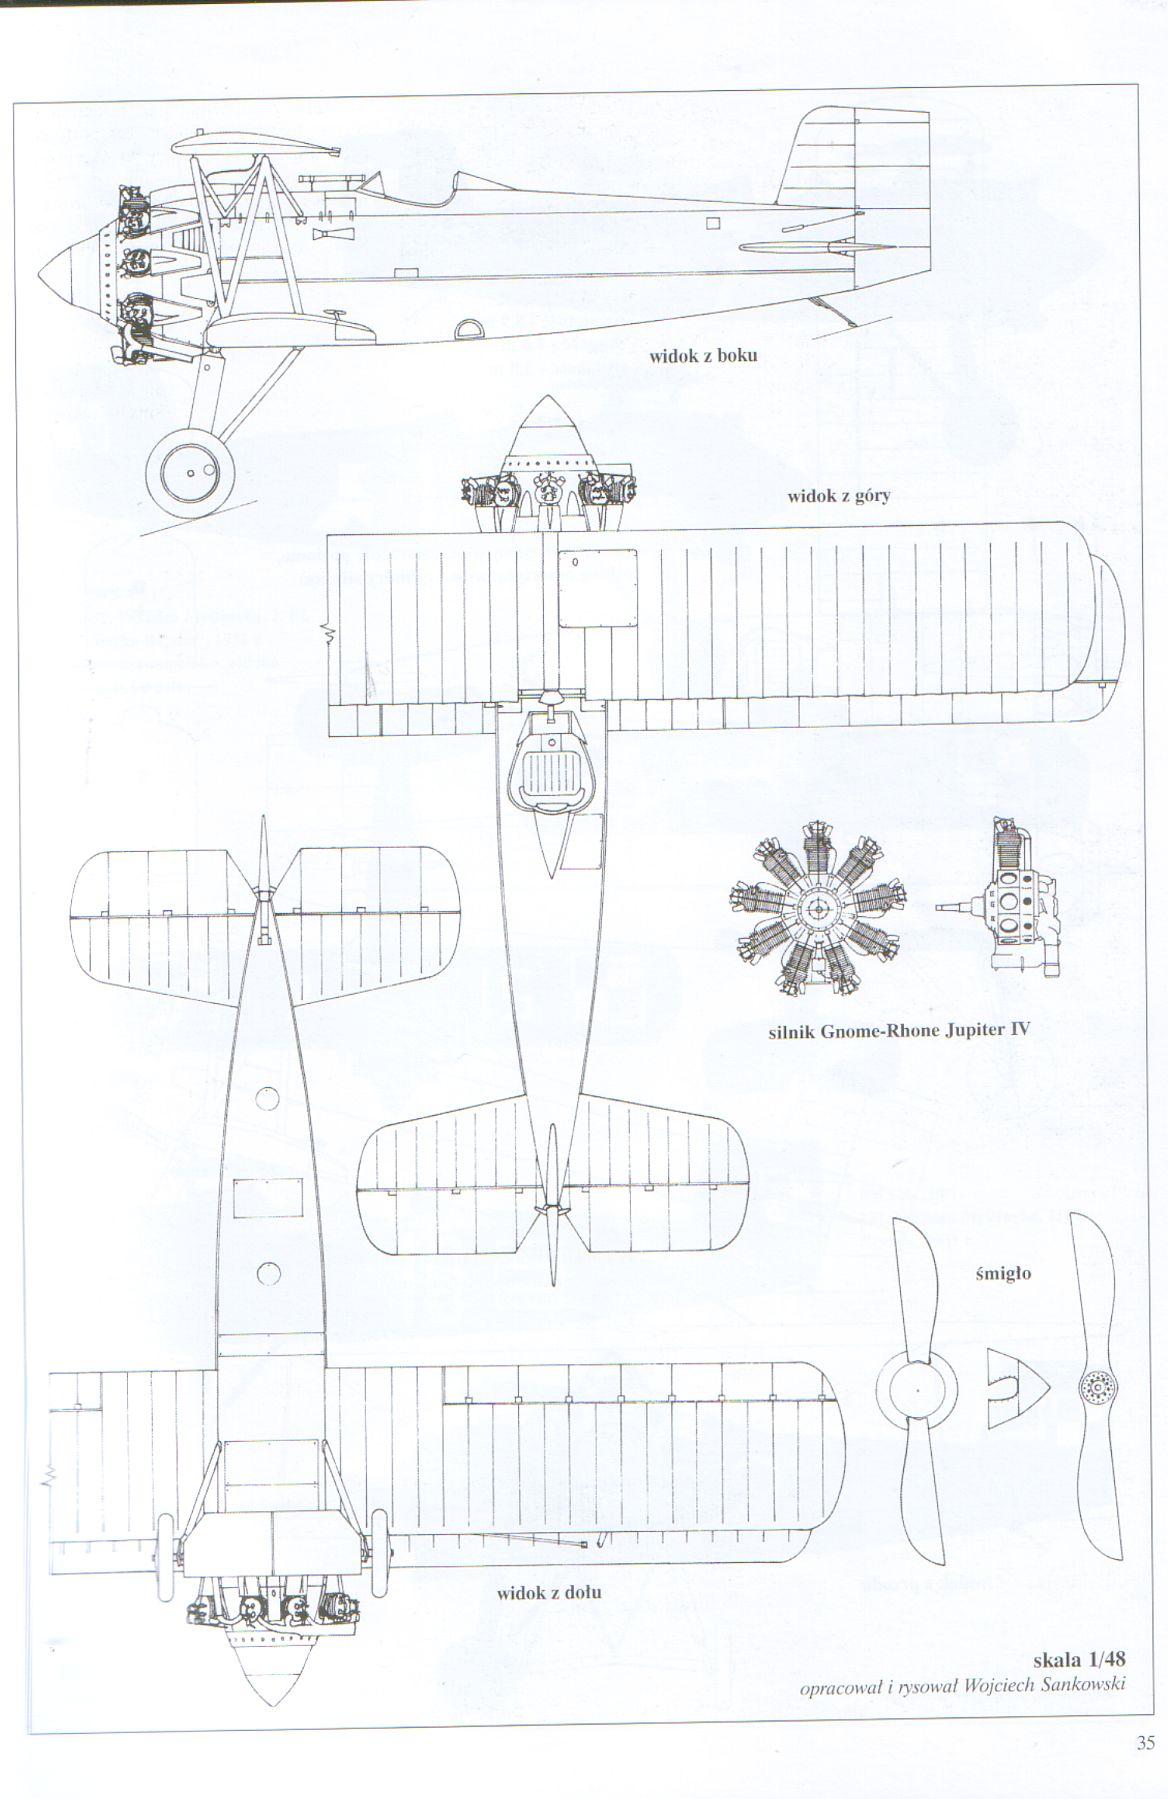 widok z boku
widok z góry
silnik Gnome-Rhone Jupiter IV
śmigło
widok z dołu
skala 1/48
opracował i rysował Wojciech Sankowski
35